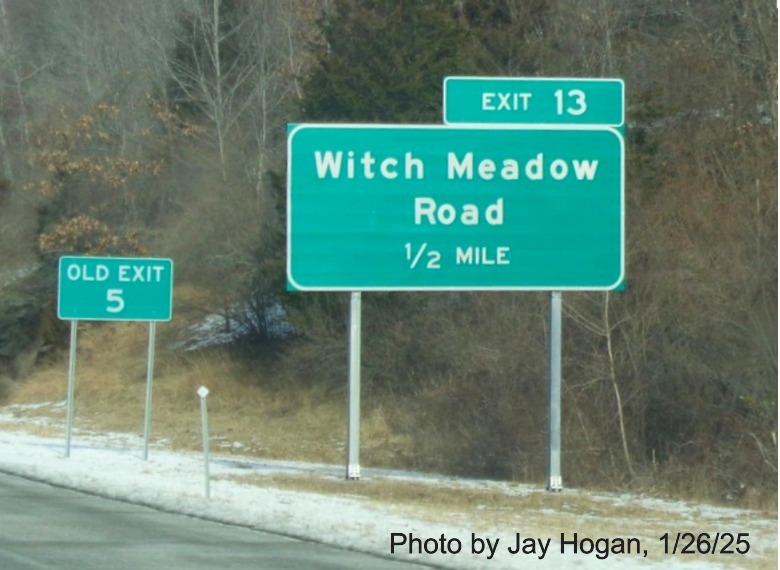 EXIT 13
Witch Meadow
Road
1/2 MILE
OLD EXIT
5
Photo by Jay Hogan, 1/26/25